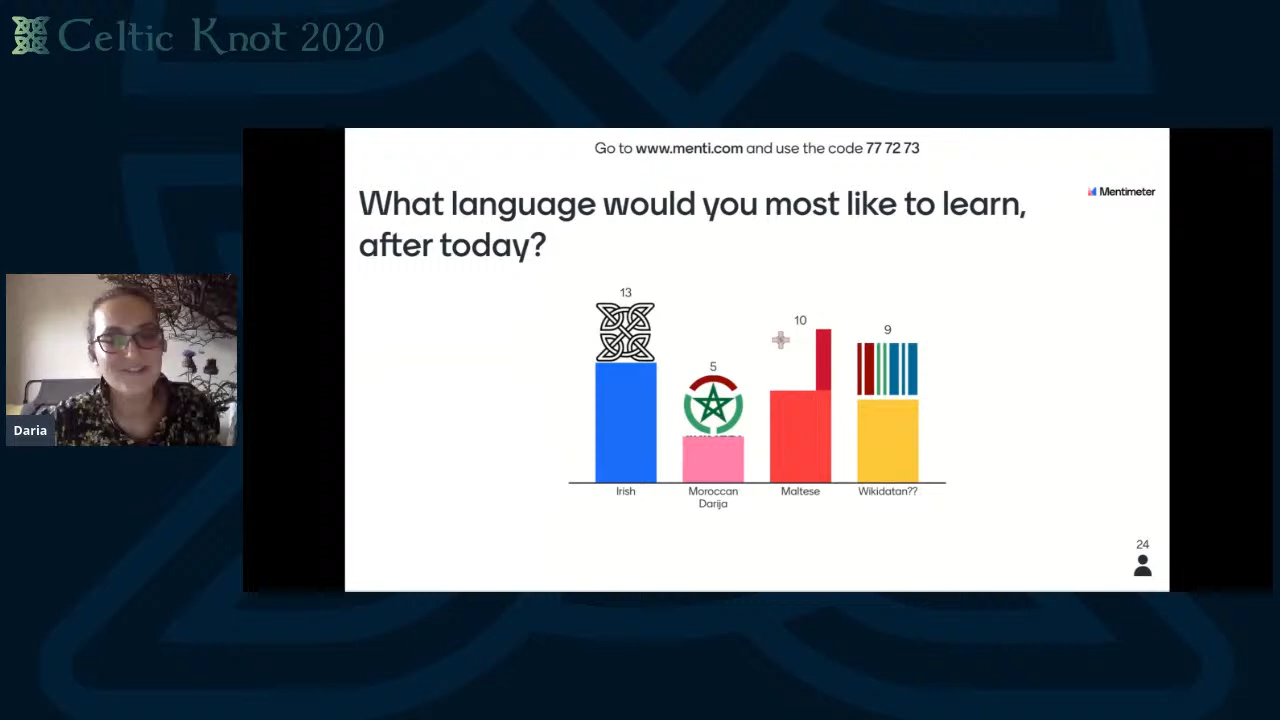 Celtic Knot 2020
Go to www.menti.com and use the code 77 72 73
What language would you most like to learn,
after today?
Mentimeter
13
5
10
9
Irish
Moroccan
Darija
Maltese
Wikidatan??
24
Daria